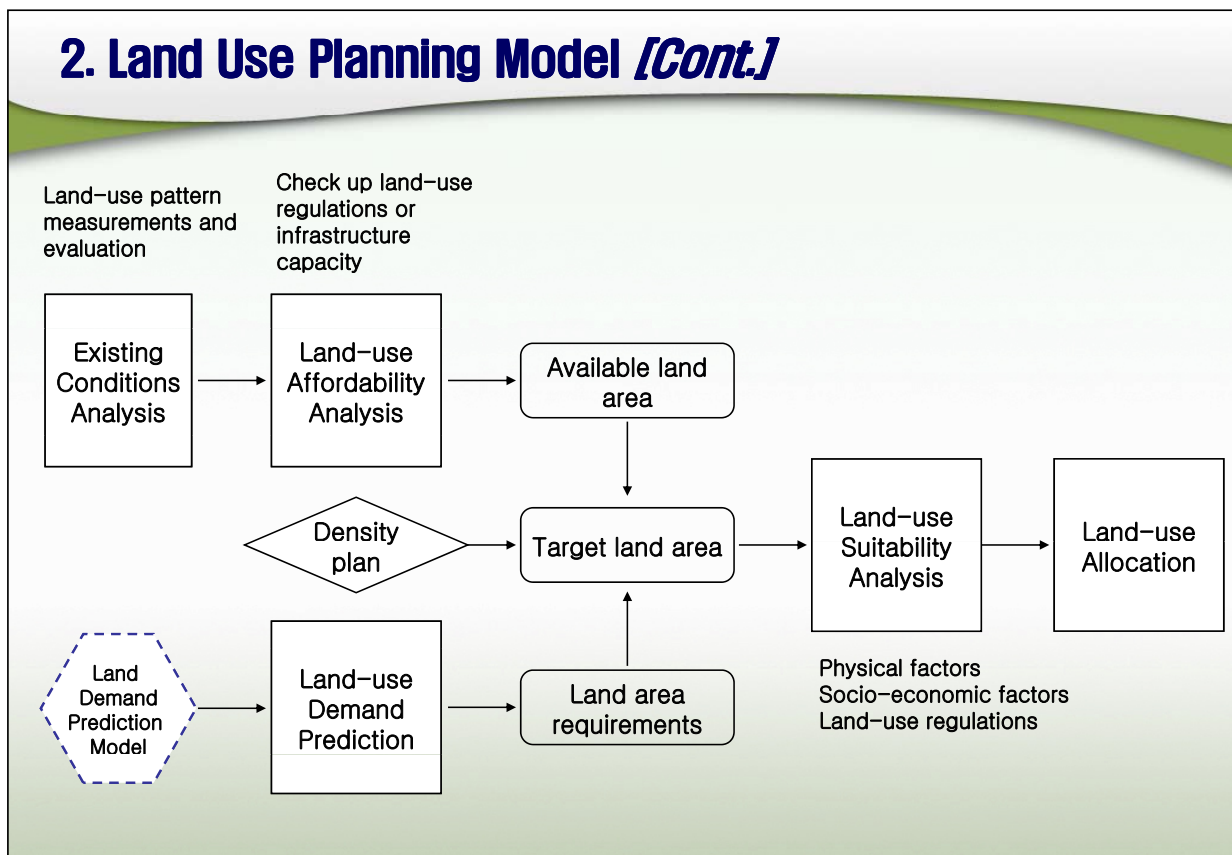 2. Land Use Planning Model [Cont.]
Land-use pattern
measurements and
evaluation
Check up land-use
regulations or
infrastructure
capacity
Existing
Conditions
Analysis
Land-use
Affordability
Analysis
Available land
area
Density
plan
Target land area
Land-use
Suitability
Analysis
Land-use
Allocation
Land
Demand
Prediction
Model
Land-use
Demand
Prediction
Land area
requirements
Physical factors
Socio-economic factors
Land-use regulations